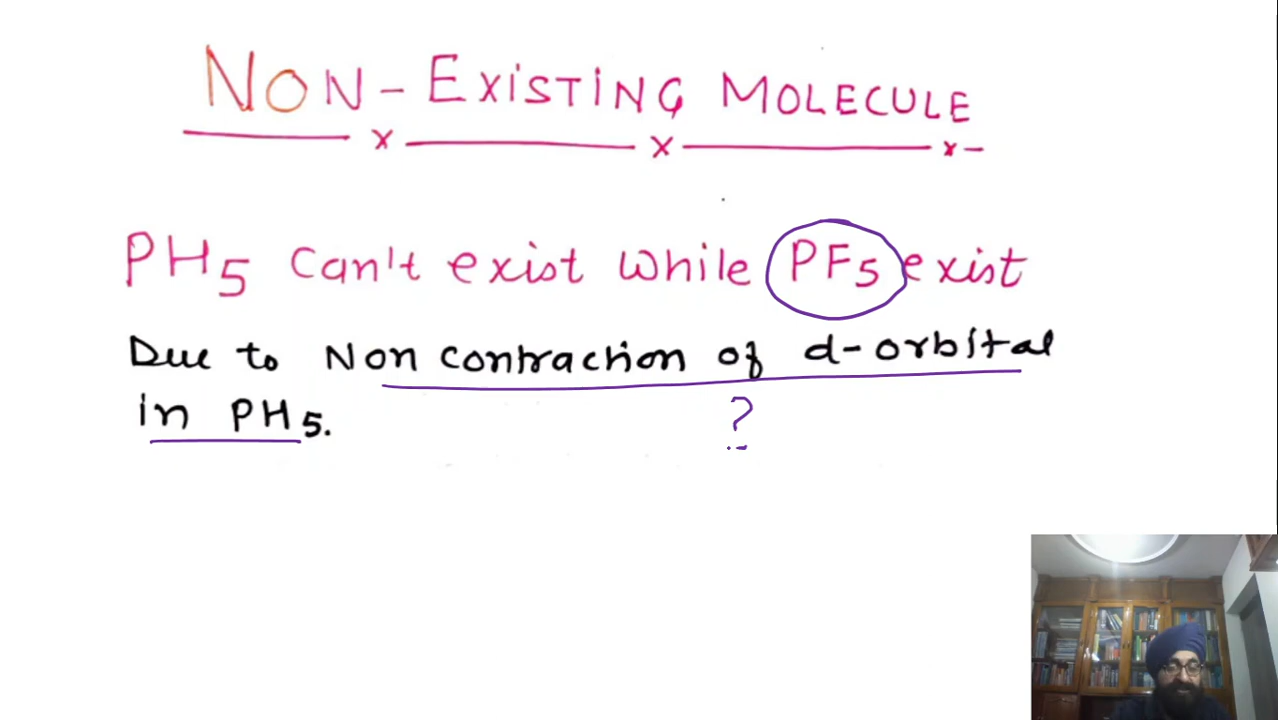 NON-EXISTING MOLECULE
PH5 can't exist while PF5 exist
Due to Non contraction of d-orbital
in PH5.
?